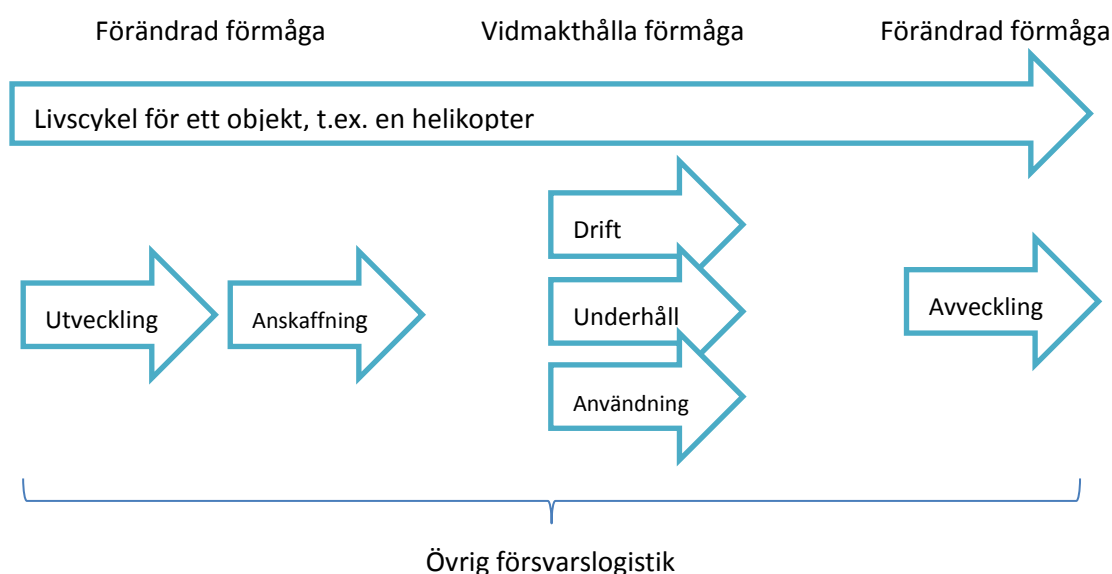 Förändrad förmåga
Vidmakthålla förmåga
Förändrad förmåga
Livscykel för ett objekt, t.ex. en helikopter
Utveckling
Anskaffning
Drift
Underhåll
Användning
Avveckling
Övrig försvarslogistik